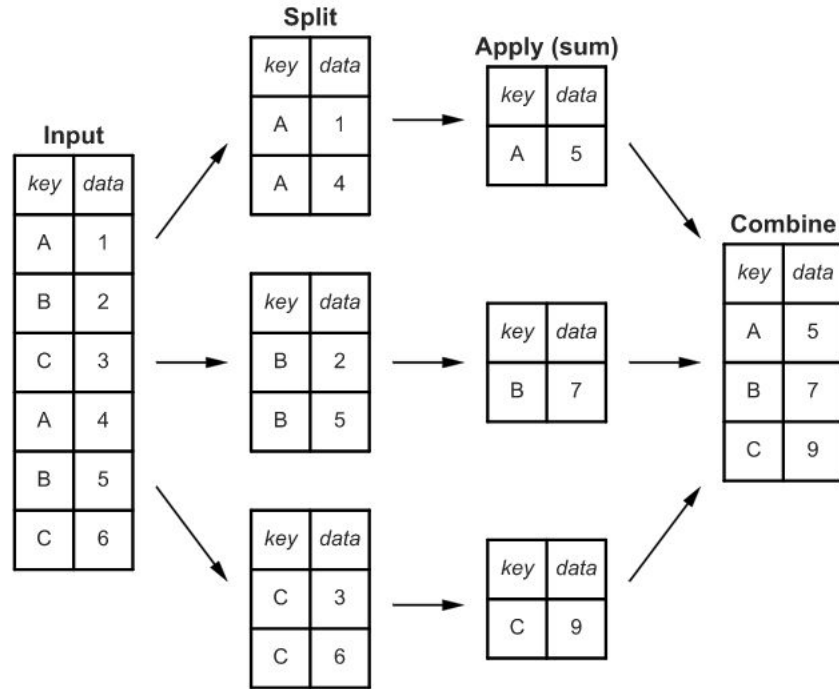 Input
key data
A 1
B 2
C 3
A 4
B 5
C 6
Split
key data
A 1
A 4
key data
B 2
B 5
key data
C 3
C 6
Apply (sum)
key data
A 5
key data
B 7
key data
C 9
Combine
key data
A 5
B 7
C 9